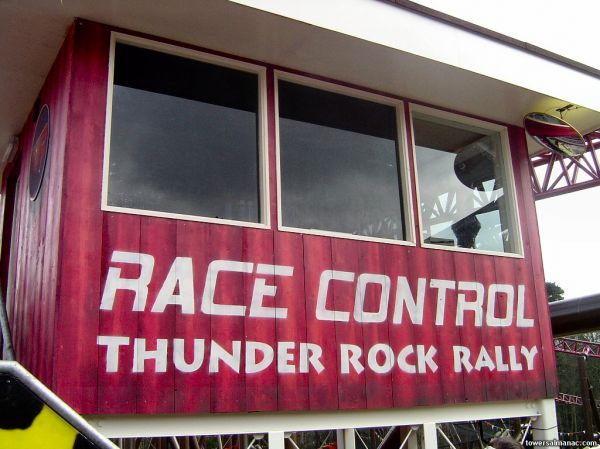 RACE CONTROL
THUNDER ROCK RALLY
towersalmanac.com